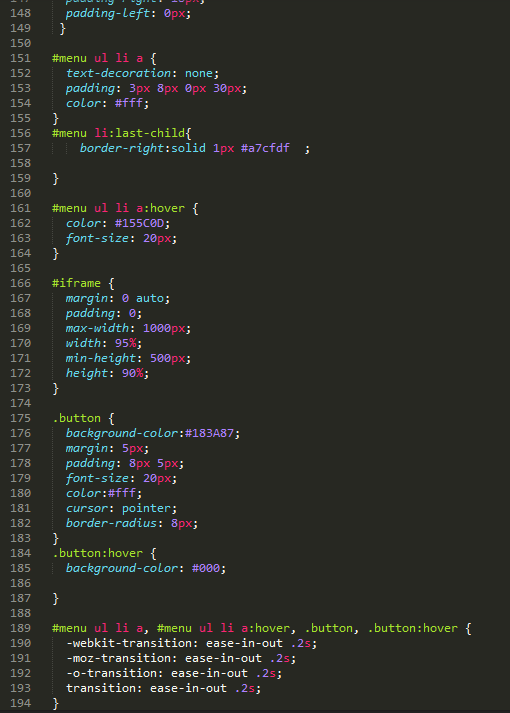 147 padding-right: 10px;
148 padding-left: 0px;
149 }
150
151 #menu ul li a {
152 text-decoration: none;
153 padding: 3px 8px 0px 30px;
154 color: #fff;
155 }
156 #menu li:last-child{
157 border-right:solid 1px #a7cfdf ;
158
159 }
160
161 #menu ul li a:hover {
162 color: #155C0D;
163 font-size: 20px;
164 }
165
166 #iframe {
167 margin: 0 auto;
168 padding: 0;
169 max-width: 1000px;
170 width: 95%;
171 min-height: 500px;
172 height: 90%;
173 }
174
175 .button {
176 background-color:#183A87;
177 margin: 5px;
178 padding: 8px 5px;
179 font-size: 20px;
180 color:#fff;
181 cursor: pointer;
182 border-radius: 8px;
183 }
184 .button:hover {
185 background-color: #000;
186
187 }
188
189 #menu ul li a, #menu ul li a:hover, .button, .button:hover {
190 -webkit-transition: ease-in-out .2s;
191 -moz-transition: ease-in-out .2s;
192 -o-transition: ease-in-out .2s;
193 transition: ease-in-out .2s;
194 }